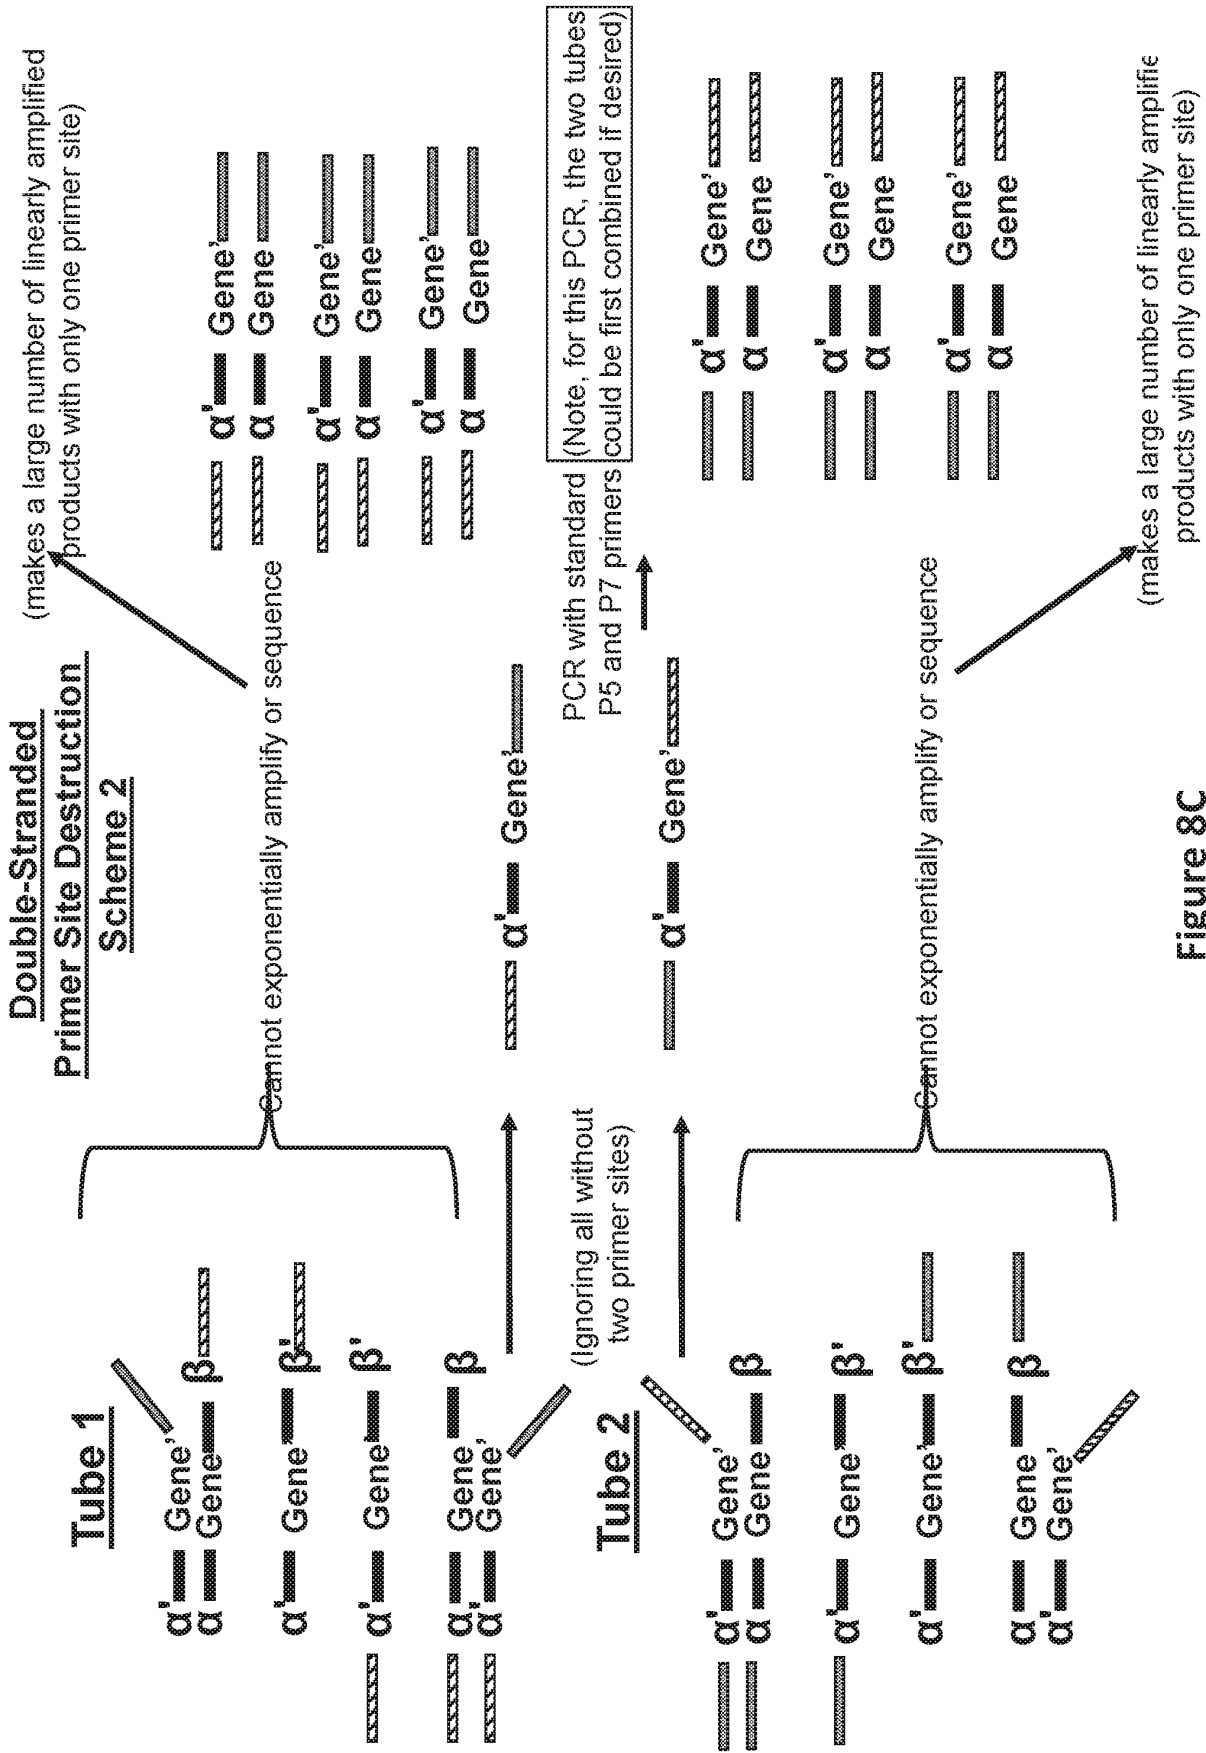 Double-Stranded
Primer Site Destruction
Scheme 2
Tube 1
α' Gene'
α Gene β
α' Gene' β'
α' Gene' β'
α Gene β
α' Gene'
Cannot exponentially amplify or sequence
(makes a large number of linearly amplified
products with only one primer site)
α' Gene'
α Gene
α' Gene'
α Gene
α' Gene'
α Gene
α' Gene'
(Ignoring all without
two primer sites)
PCR with standard
P5 and P7 primers
(Note, for this PCR, the two tubes
could be first combined if desired)
α' Gene'
Tube 2
α' Gene'
α Gene β
α' Gene' β'
α' Gene' β'
α Gene β
α' Gene'
α' Gene'
α Gene
α' Gene'
α Gene
α' Gene'
α Gene
Cannot exponentially amplify or sequence
(makes a large number of linearly amplifie
products with only one primer site)
Figure 8C